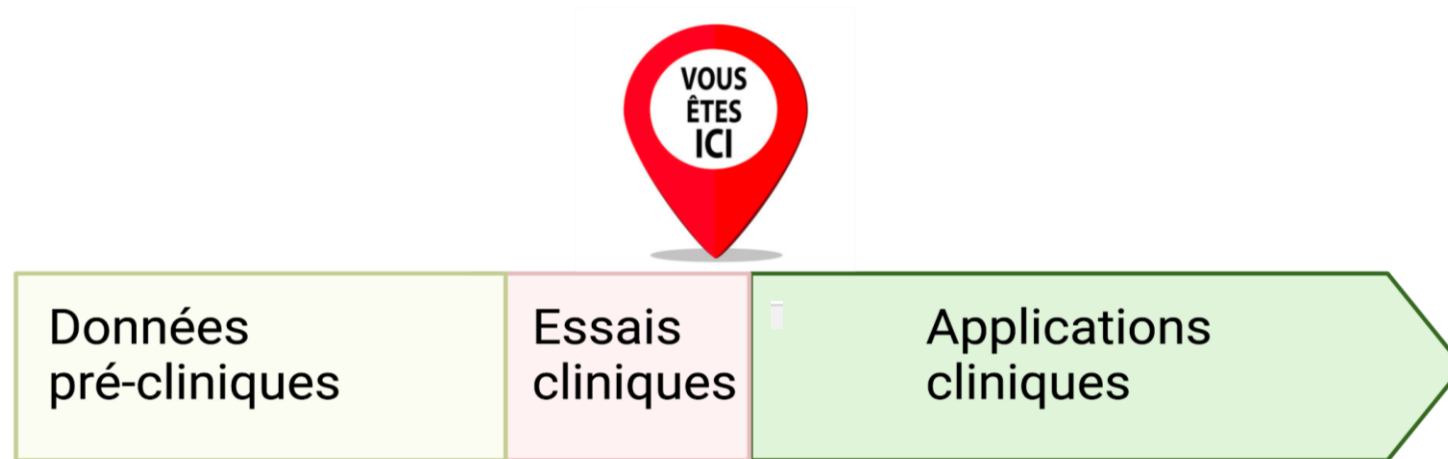 VOUS
ÊTES
ICI
Données
pré-cliniques
Essais
cliniques
Applications
cliniques